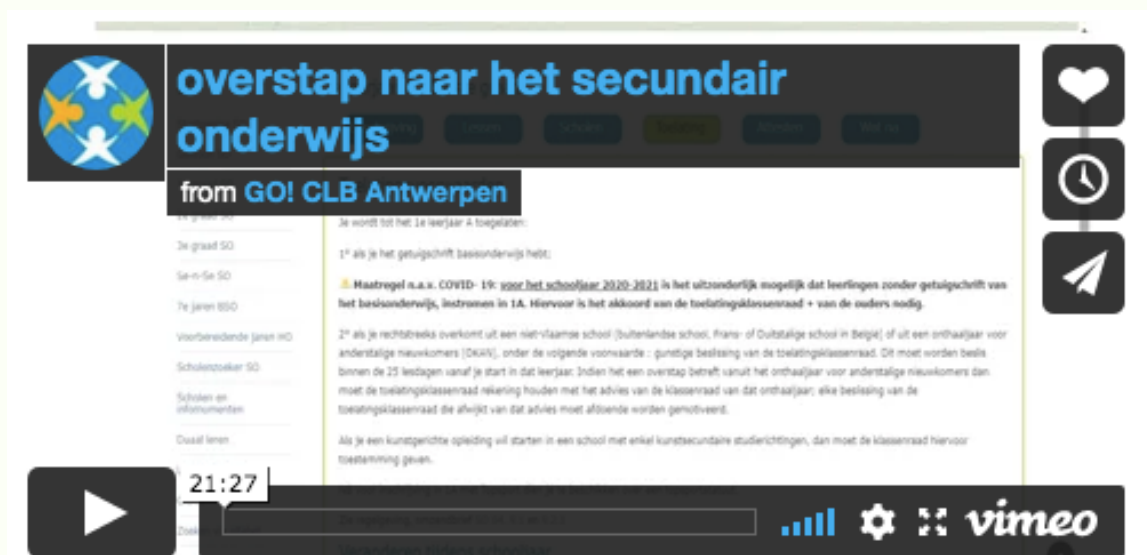 overstap naar het secundair
onderwijs
from GO! CLB Antwerpen
Lessen
Scholen
Toelating
Attesten
Wat na
2e graad SO
3e graad SO
Se-n-Se SO
7e jaren BSO
Voorbereidende jaren HO
Scholenzoeker SO
Scholen en
infomomenten
Duaal leren
Je wordt tot het 1e leerjaar A toegelaten:
1° als je het getuigschrift basisonderwijs hebt;
Maatregel n.a.v. COVID- 19: voor het schooljaar 2020-2021 is het uitzonderlijk mogelijk dat leerlingen zonder getuigschrift van
het basisonderwijs, instromen in 1A. Hiervoor is het akkoord van de toelatingsklassenraad + van de ouders nodig.
2° als je rechtstreeks overkomt uit een niet-Vlaamse school (buitenlandse school, Frans- of Duitstalige school in België) of uit een onthaaljaar voor
anderstalige nieuwkomers (OKAN), onder de volgende voorwaarde : gunstige beslissing van de toelatingsklassenraad. Dit moet worden beslis
binnen de 25 lesdagen vanaf je start in dat leerjaar. Indien het een overstap betreft vanuit het onthaaljaar voor anderstalige nieuwkomers dan
moet de toelatingsklassenraad rekening houden met het advies van de klassenraad van dat onthaaljaar; elke beslissing van de
toelatingsklassenraad die afwijkt van dat advies moet afdoende worden gemotiveerd.
Als je een kunstgerichte opleiding wil starten in een school met enkel kunstsecundaire studierichtingen, dan moet de klassenraad hiervoor
toestemming geven.
21:27
vimeo